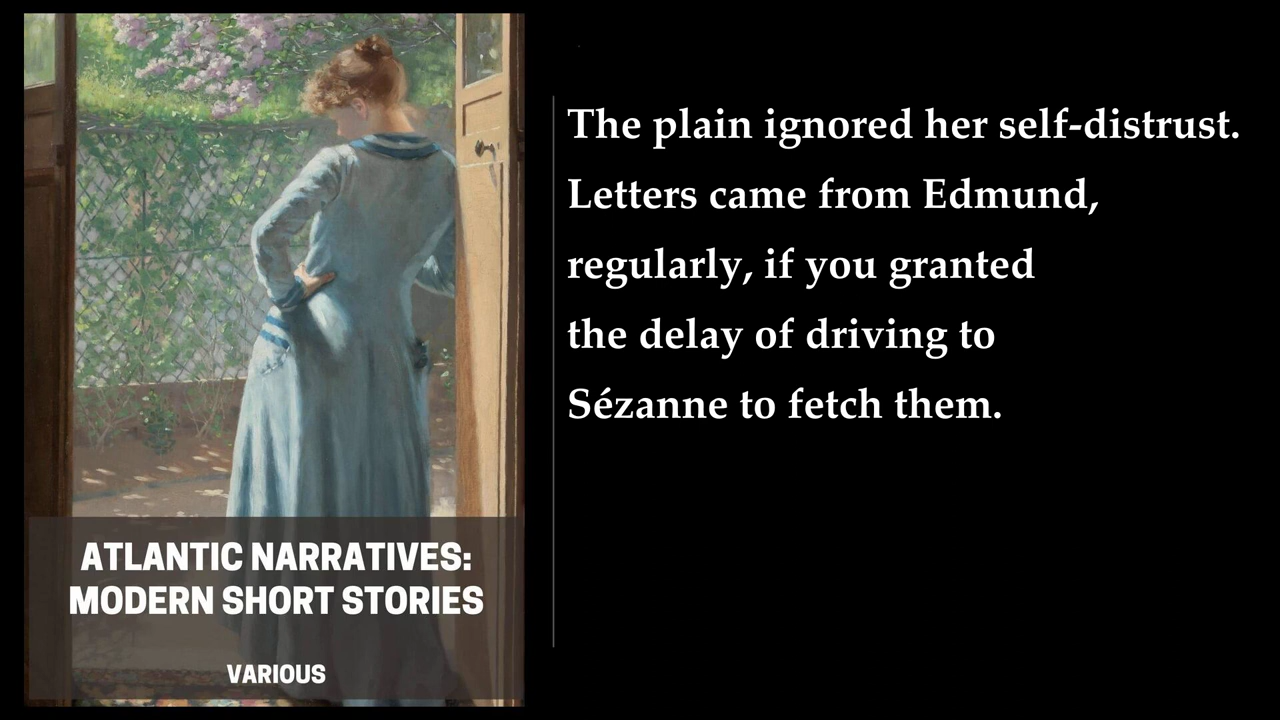 The plain ignored her self-distrust.
Letters came from Edmund,
regularly, if you granted
the delay of driving to
Sézanne to fetch them.
ATLANTIC NARRATIVES:
MODERN SHORT STORIES
VARIOUS